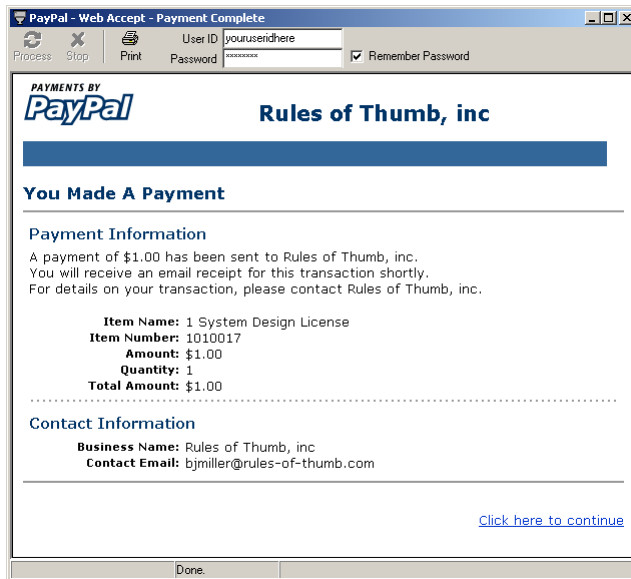 PayPal - Web Accept - Payment Complete
Process Stop Print User ID youruseridhere
Password ******** Remember Password
PAYMENTS BY
PayPal
Rules of Thumb, inc
You Made A Payment
Payment Information
A payment of $1.00 has been sent to Rules of Thumb, inc.
You will receive an email receipt for this transaction shortly.
For details on your transaction, please contact Rules of Thumb, inc.
Item Name: 1 System Design License
Item Number: 1010017
Amount: $1.00
Quantity: 1
Total Amount: $1.00
Contact Information
Business Name: Rules of Thumb, inc
Contact Email: bjmiller@rules-of-thumb.com
Click here to continue
Done.